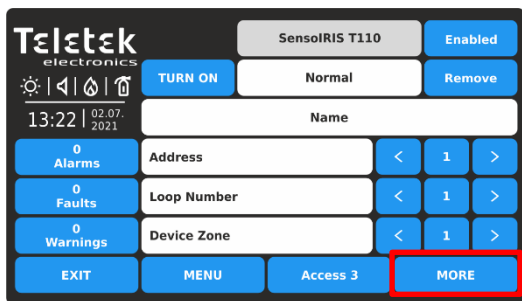 Teletek
electronics
SensoIRIS T110
Enabled
TURN ON
Normal
Remove
13:22
02.07.
2021
Name
0
Alarms
Address
<
1
>
0
Faults
Loop Number
<
1
>
0
Warnings
Device Zone
<
1
>
EXIT
MENU
Access 3
MORE